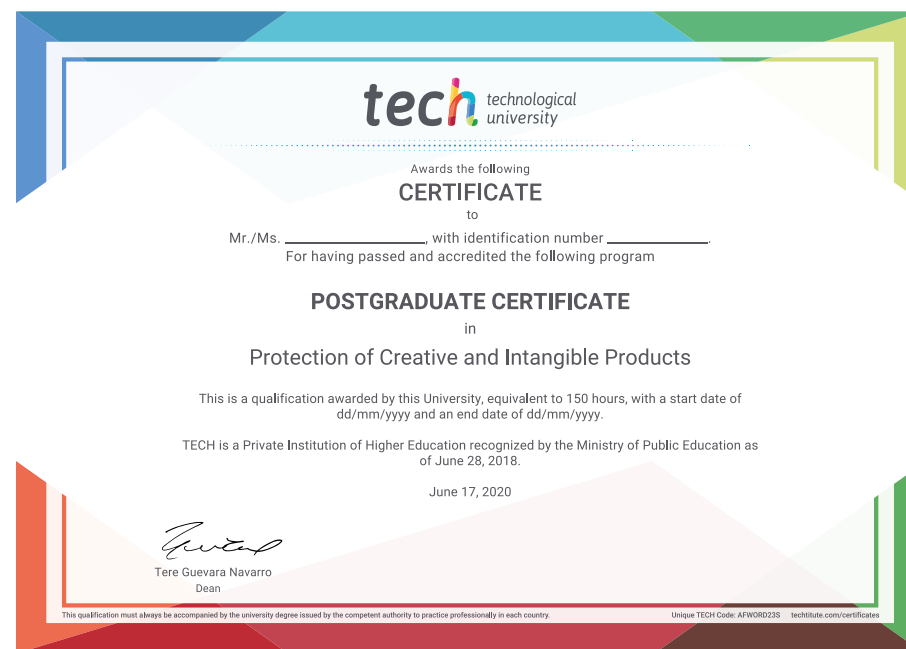 tech technological
university
Awards the following
CERTIFICATE
to
Mr./Ms. ____________________, with identification number ______________.
For having passed and accredited the following program
POSTGRADUATE CERTIFICATE
in
Protection of Creative and Intangible Products
This is a qualification awarded by this University, equivalent to 150 hours, with a start date of
dd/mm/yyyy and an end date of dd/mm/yyyy.
TECH is a Private Institution of Higher Education recognized by the Ministry of Public Education as
of June 28, 2018.
June 17, 2020
Tere Guevara Navarro
Dean
This qualification must always be accompanied by the university degree issued by the competent authority to practice professionally in each country.
Unique TECH Code: AFWORD23S techtitute.com/certificates